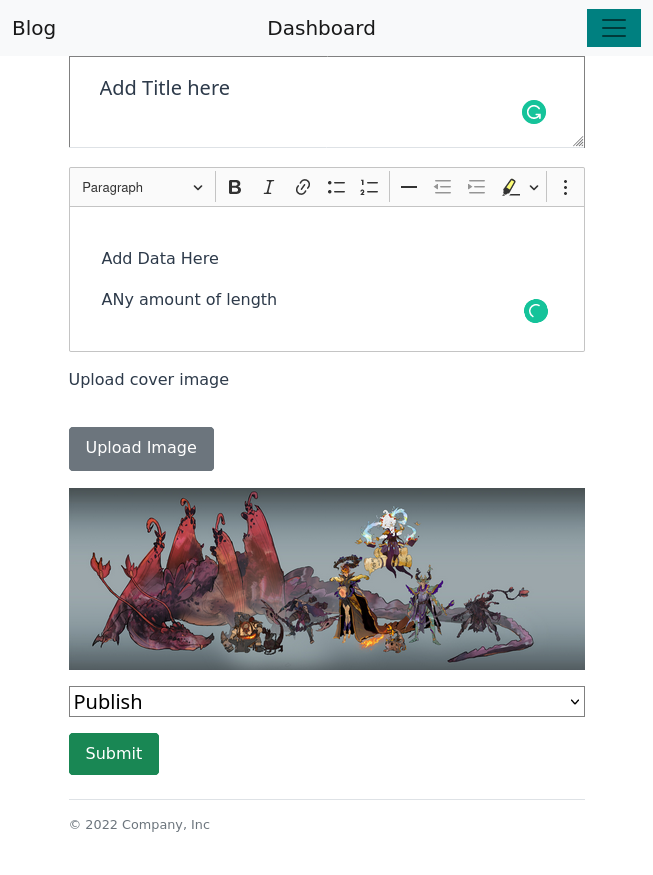 Blog Dashboard
Add Title here
Paragraph B I
Add Data Here
ANy amount of length
Upload cover image
Upload Image
Publish
Submit
© 2022 Company, Inc